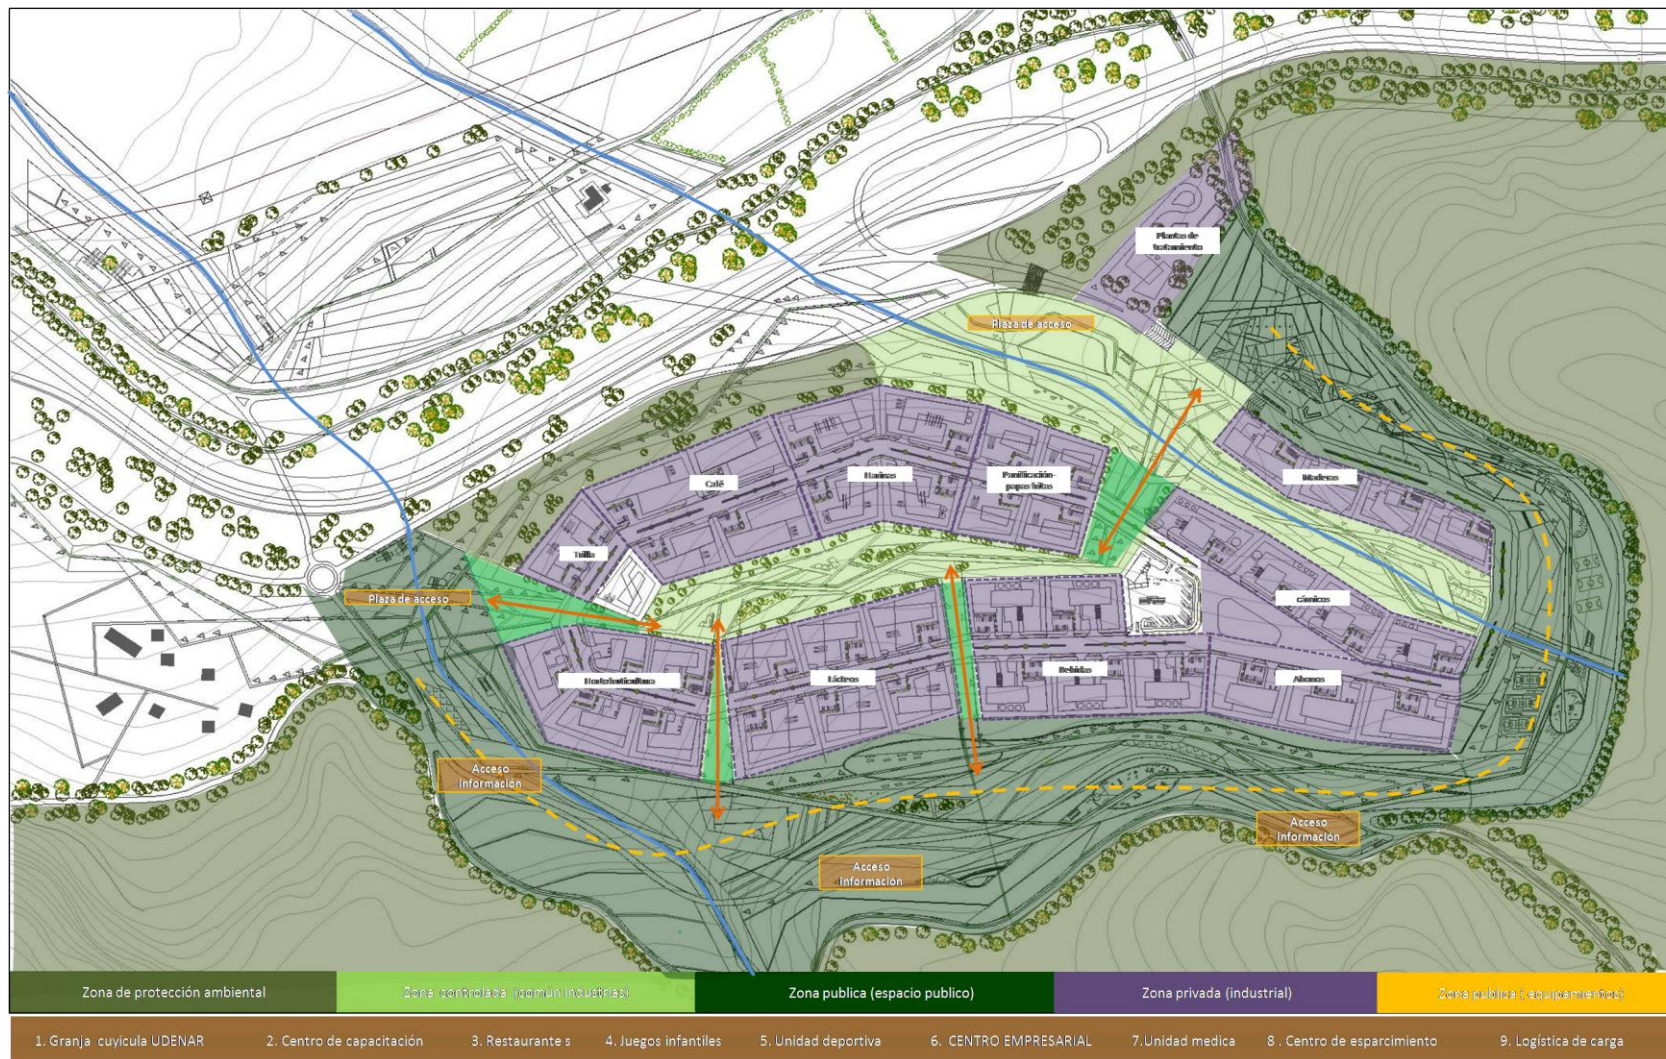 Plantas de
tratamiento
Plaza de acceso
Café
Harinas
Panificación-
papas fritas
Maderas
Trilla
Plaza de acceso
cárnicos
Hortofruticultura
Lácteos
Bebidas
Abonos
Acceso
información
Acceso
información
Acceso
información
Zona de protección ambiental
Zona controlada (común industrias)
Zona publica (espacio publico)
Zona privada (industrial)
Zona publica ( equipamientos)
1. Granja cuyicula UDENAR
2. Centro de capacitación
3. Restaurante s
4. Juegos infantiles
5. Unidad deportiva
6. CENTRO EMPRESARIAL
7.Unidad medica
8 . Centro de esparcimiento
9. Logística de carga